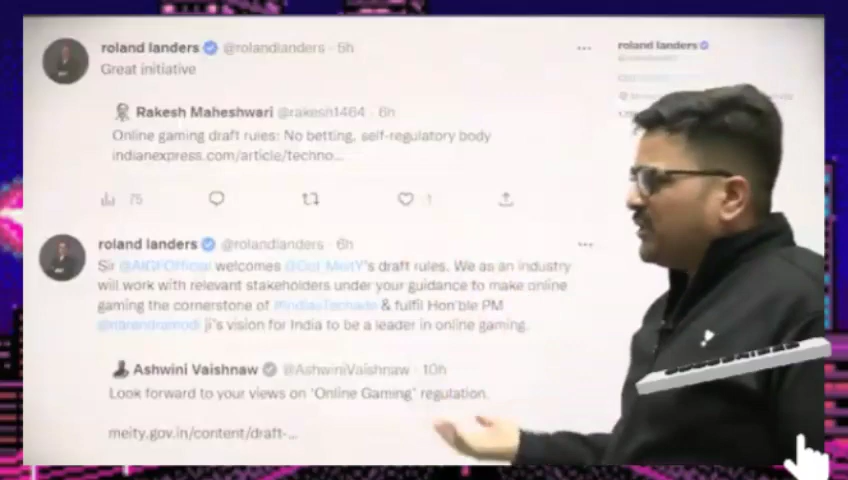 roland landers @rolandlanders · 5h
Great initiative
Rakesh Maheshwari @rakesh1464 · 6h
Online gaming draft rules: No betting, self-regulatory body
indianexpress.com/article/techno...
75
1
roland landers @rolandlanders · 6h
Sir @AIGFOfficial welcomes @GoI_MeitY's draft rules. We as an industry
will work with relevant stakeholders under your guidance to make online
gaming the cornerstone of #IndiasTechade & fulfil Hon'ble PM
@narendramodi ji's vision for India to be a leader in online gaming.
Ashwini Vaishnaw @AshwiniVaishnaw · 10h
Look forward to your views on 'Online Gaming' regulation.
meity.gov.in/content/draft-...
roland landers